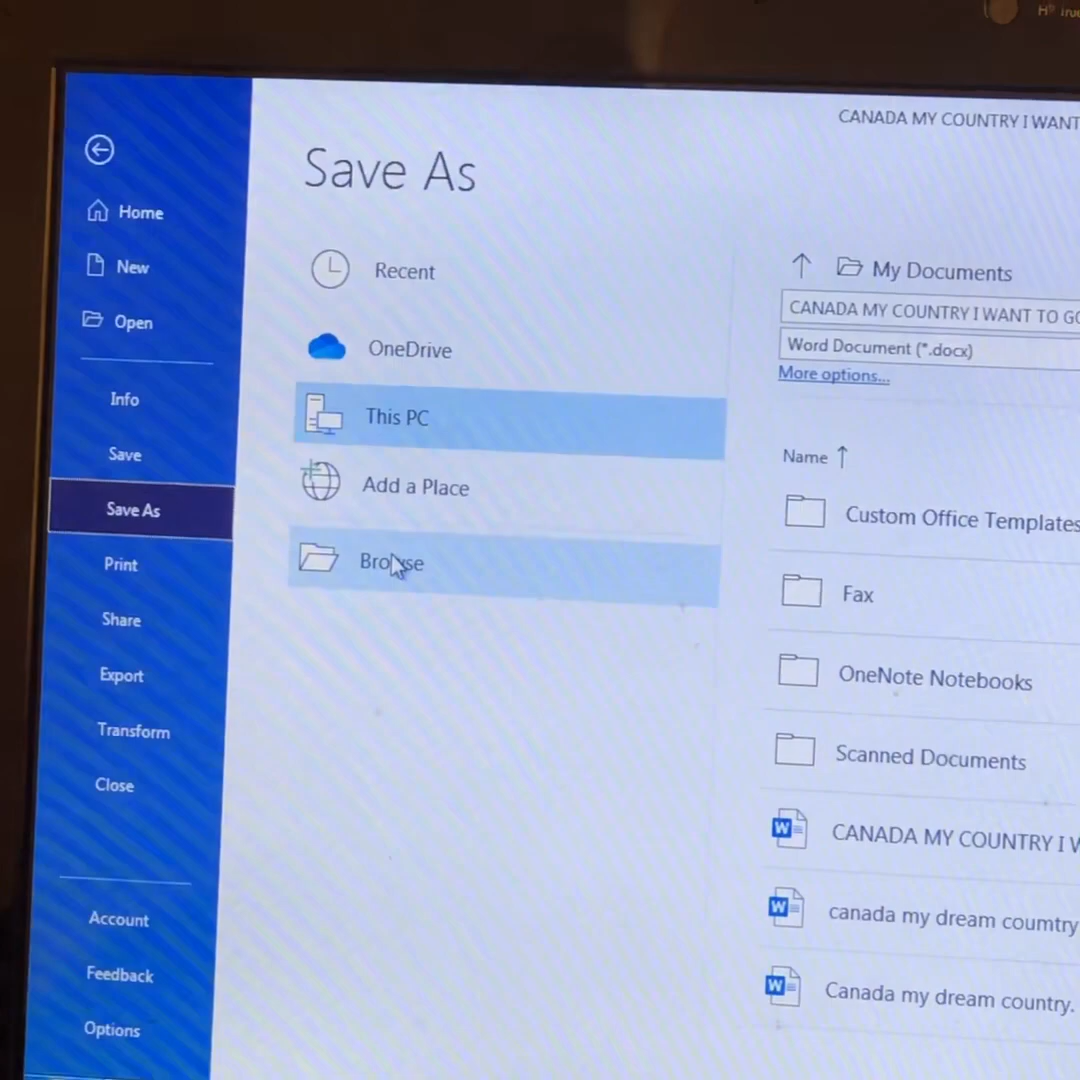 CANADA MY COUNTRY I WANT
Save As
Home
New
Open
Info
Save
Save As
Print
Share
Export
Transform
Close
Account
Feedback
Options
Recent
OneDrive
This PC
Add a Place
Browse
My Documents
CANADA MY COUNTRY I WANT TO GO
Word Document (*.docx)
More options...
Name
Custom Office Templates
Fax
OneNote Notebooks
Scanned Documents
CANADA MY COUNTRY I W
canada my dream coumtry
Canada my dream country.